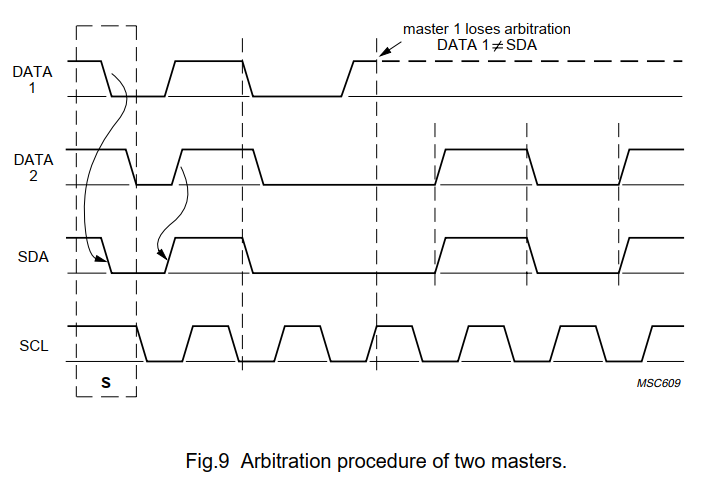 master 1 loses arbitration
DATA 1 ≠ SDA
DATA
1
DATA
2
SDA
SCL
S
MSC609
Fig.9 Arbitration procedure of two masters.